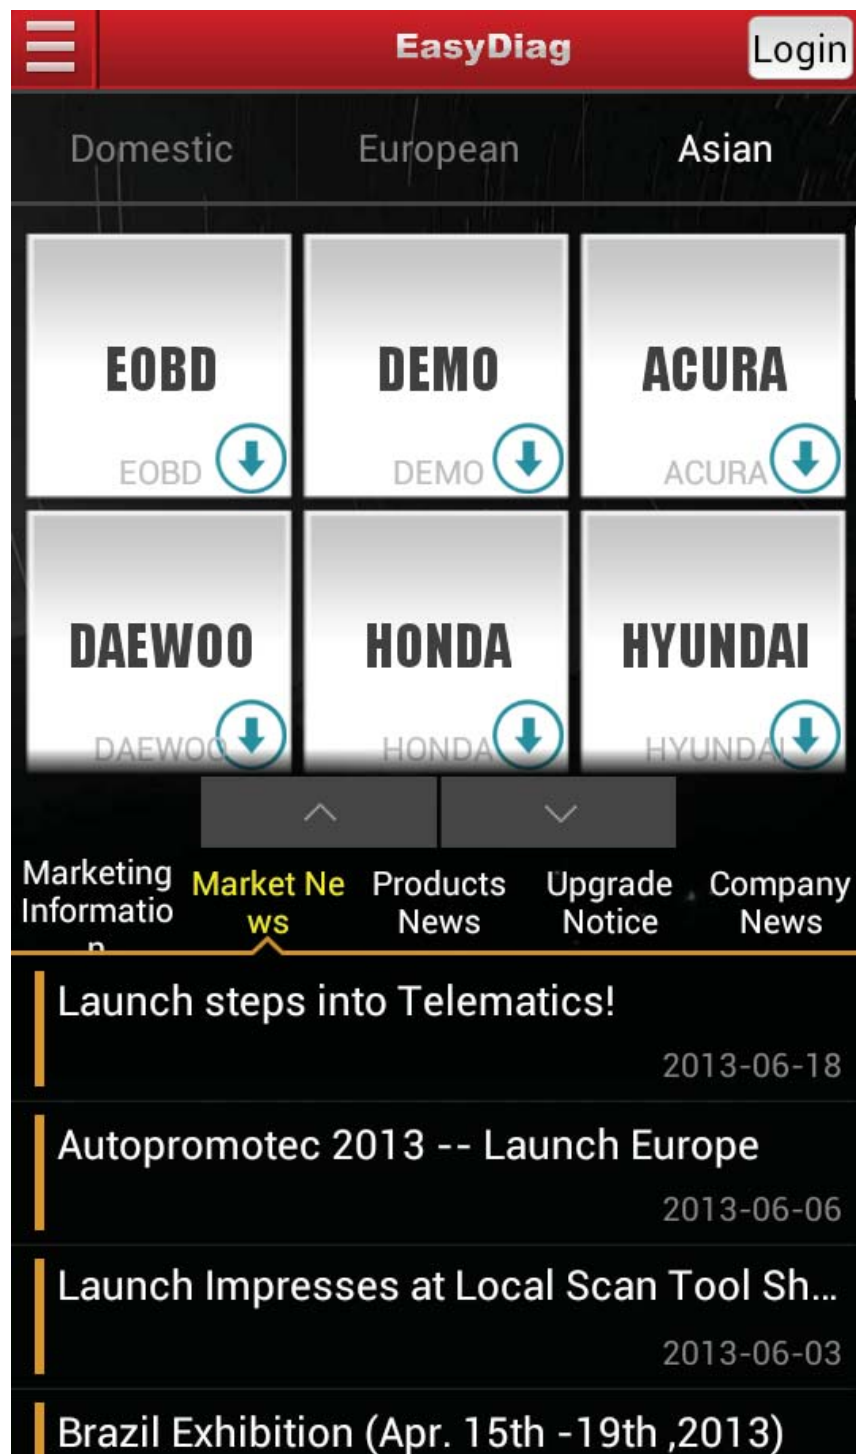 EasyDiag Login
Domestic European Asian
EOBD DEMO ACURA
EOBD DEMO ACURA
DAEWOO HONDA HYUNDAI
DAEWOO HONDA HYUNDAI
Marketing Market Ne Products Upgrade Company
Informatio ws News Notice News
n
Launch steps into Telematics!
2013-06-18
Autopromotec 2013 -- Launch Europe
2013-06-06
Launch Impresses at Local Scan Tool Sh...
2013-06-03
Brazil Exhibition (Apr. 15th -19th ,2013)